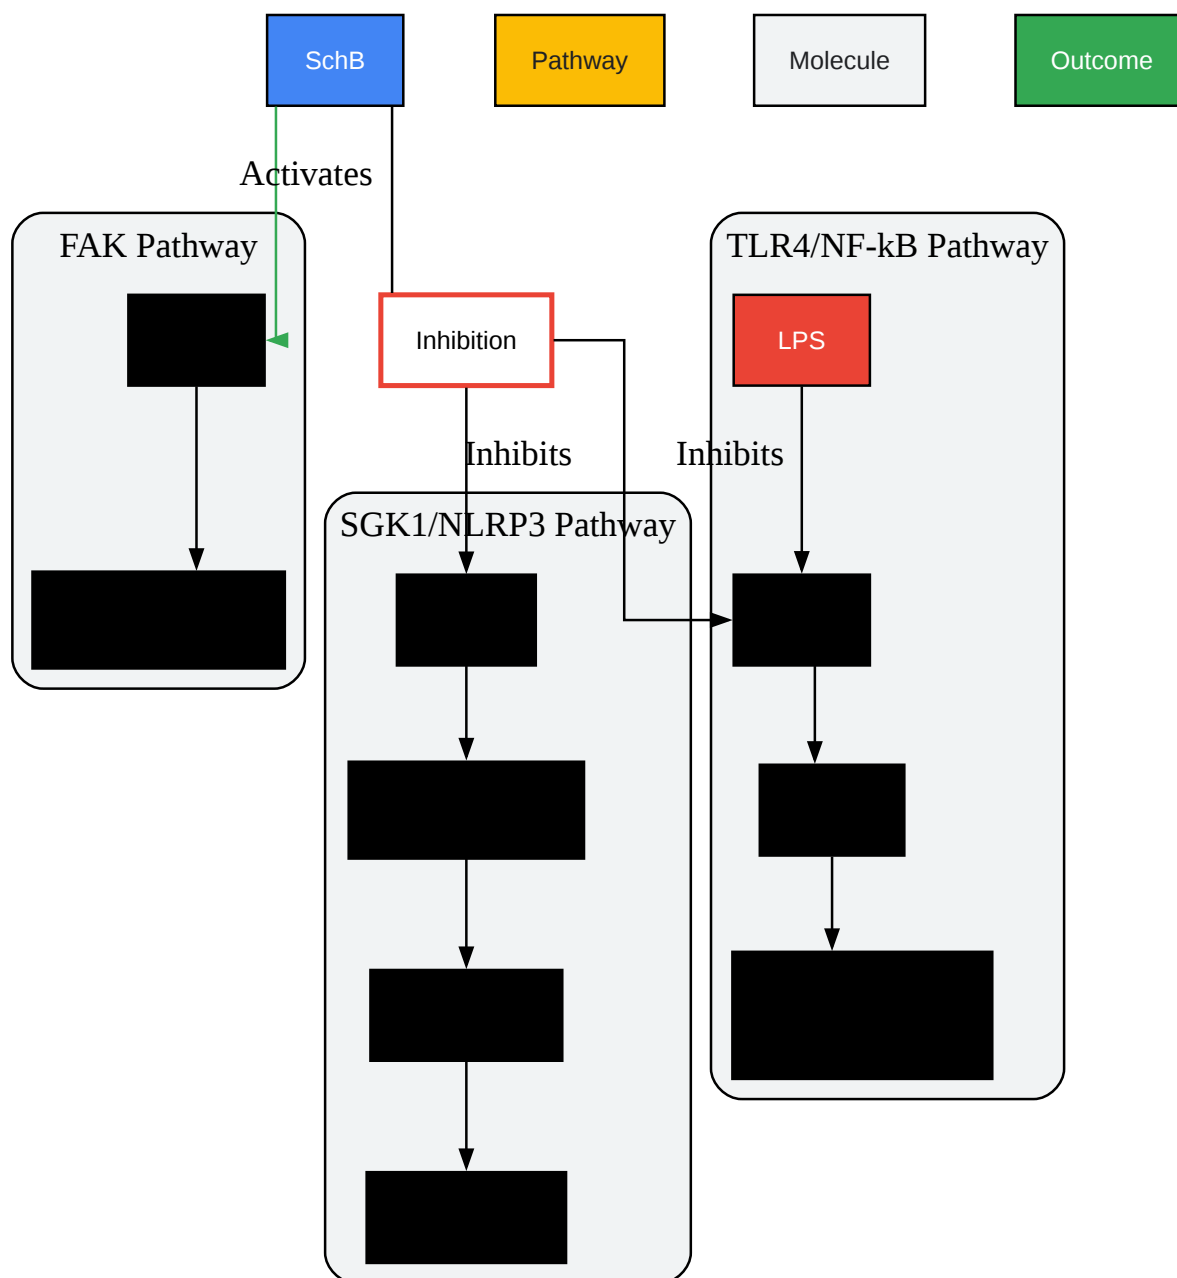 SchB
Pathway
Molecule
Outcome
Activates
FAK Pathway
TLR4/NF-kB Pathway
Inhibition
LPS
Inhibits
Inhibits
SGK1/NLRP3 Pathway